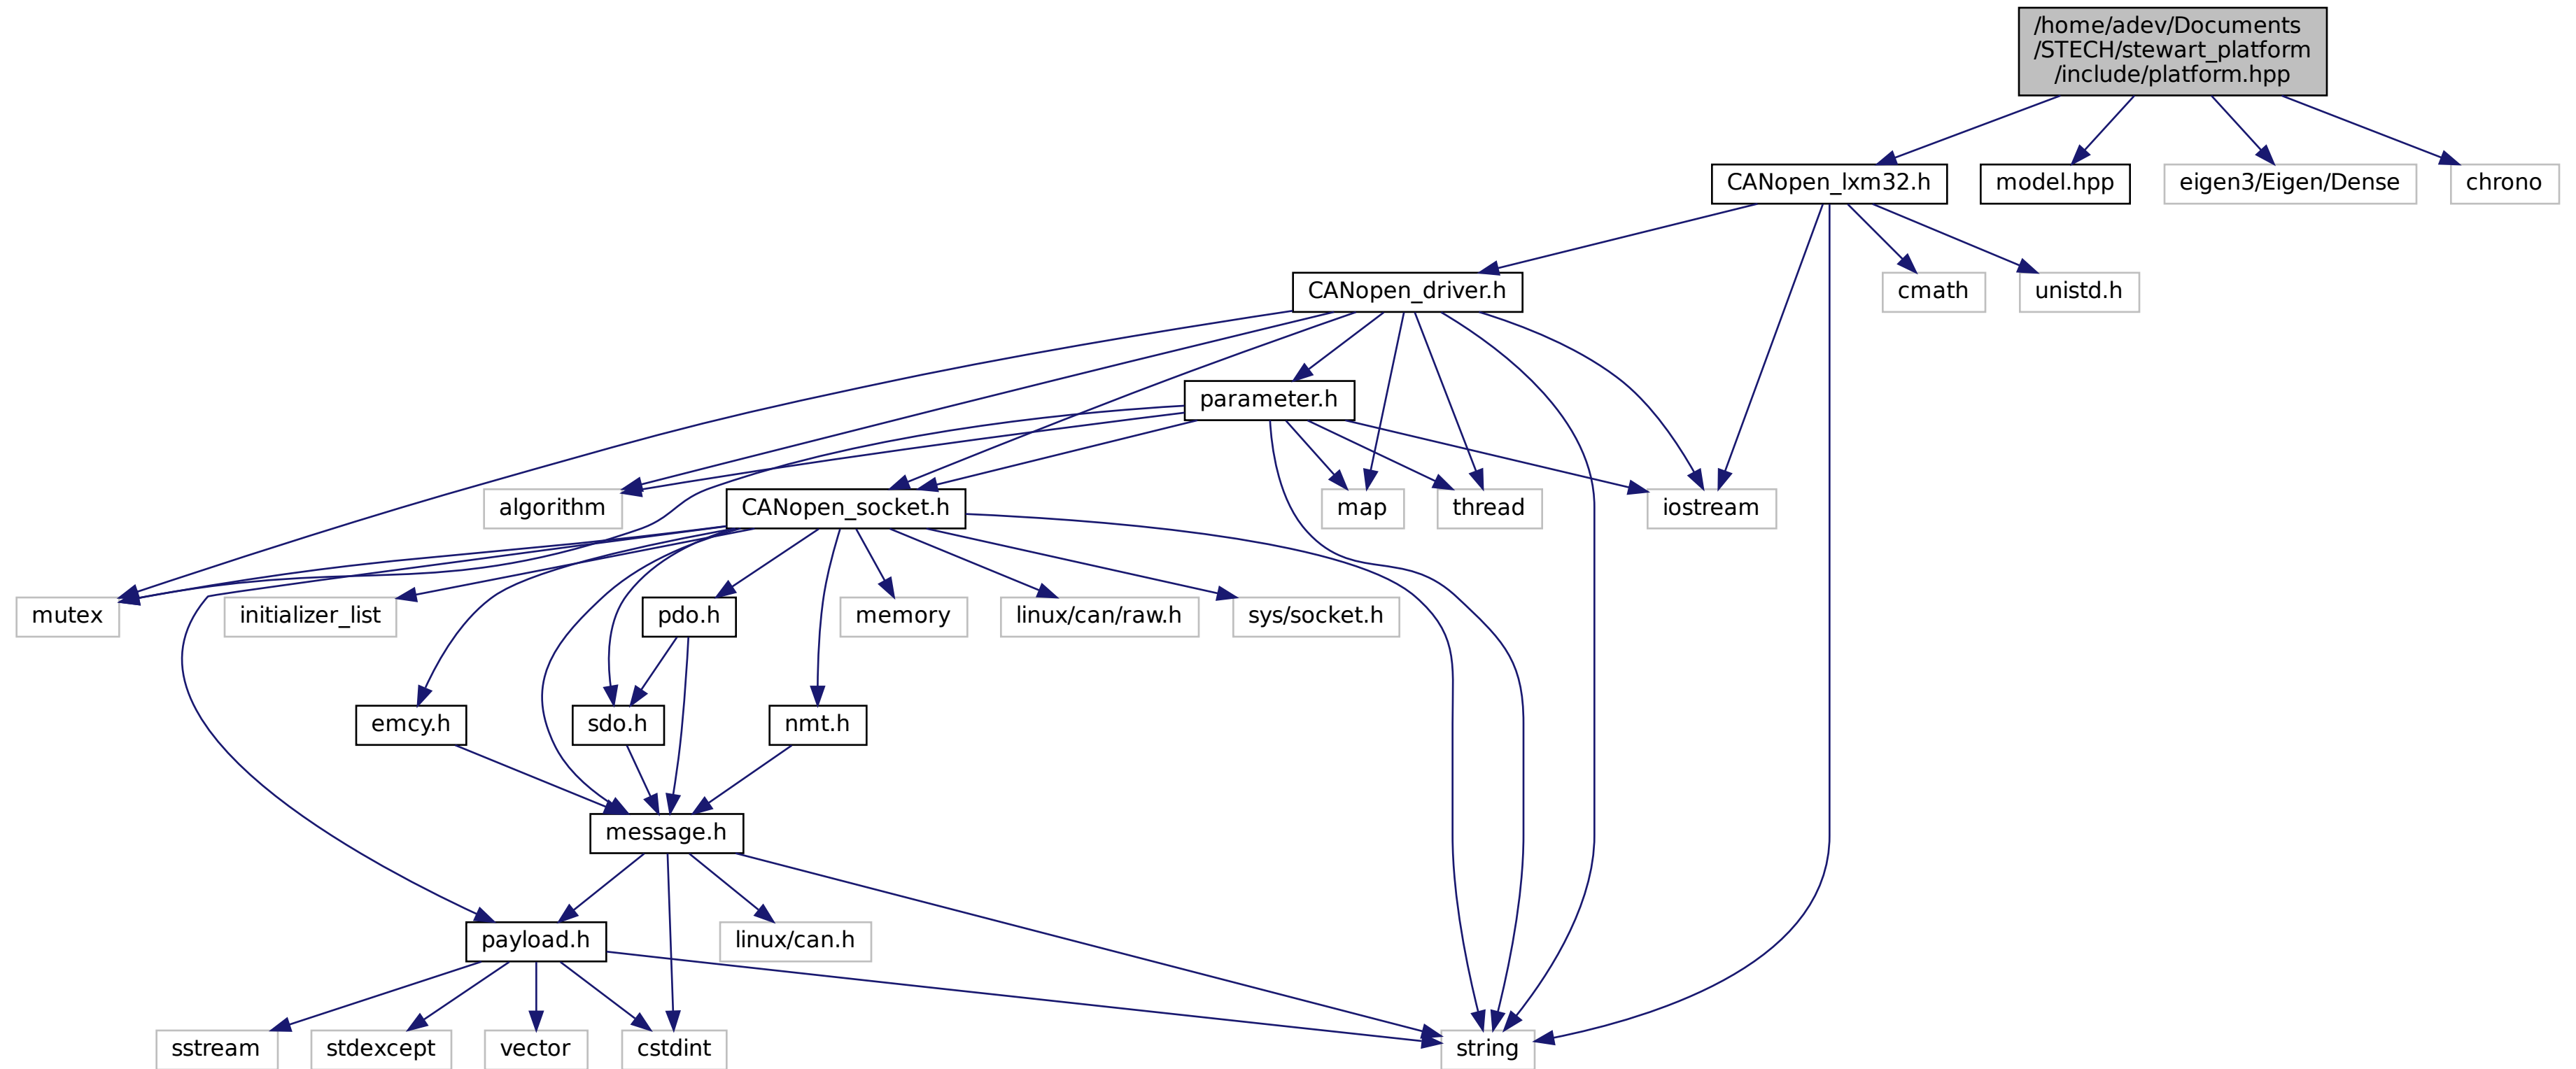 /home/adev/Documents
/STECH/stewart_platform
/include/platform.hpp
CANopen_lxm32.h
model.hpp
eigen3/Eigen/Dense
chrono
CANopen_driver.h
cmath
unistd.h
parameter.h
algorithm
CANopen_socket.h
map
thread
iostream
mutex
initializer_list
pdo.h
memory
linux/can/raw.h
sys/socket.h
emcy.h
sdo.h
nmt.h
message.h
payload.h
linux/can.h
sstream
stdexcept
vector
cstdint
string